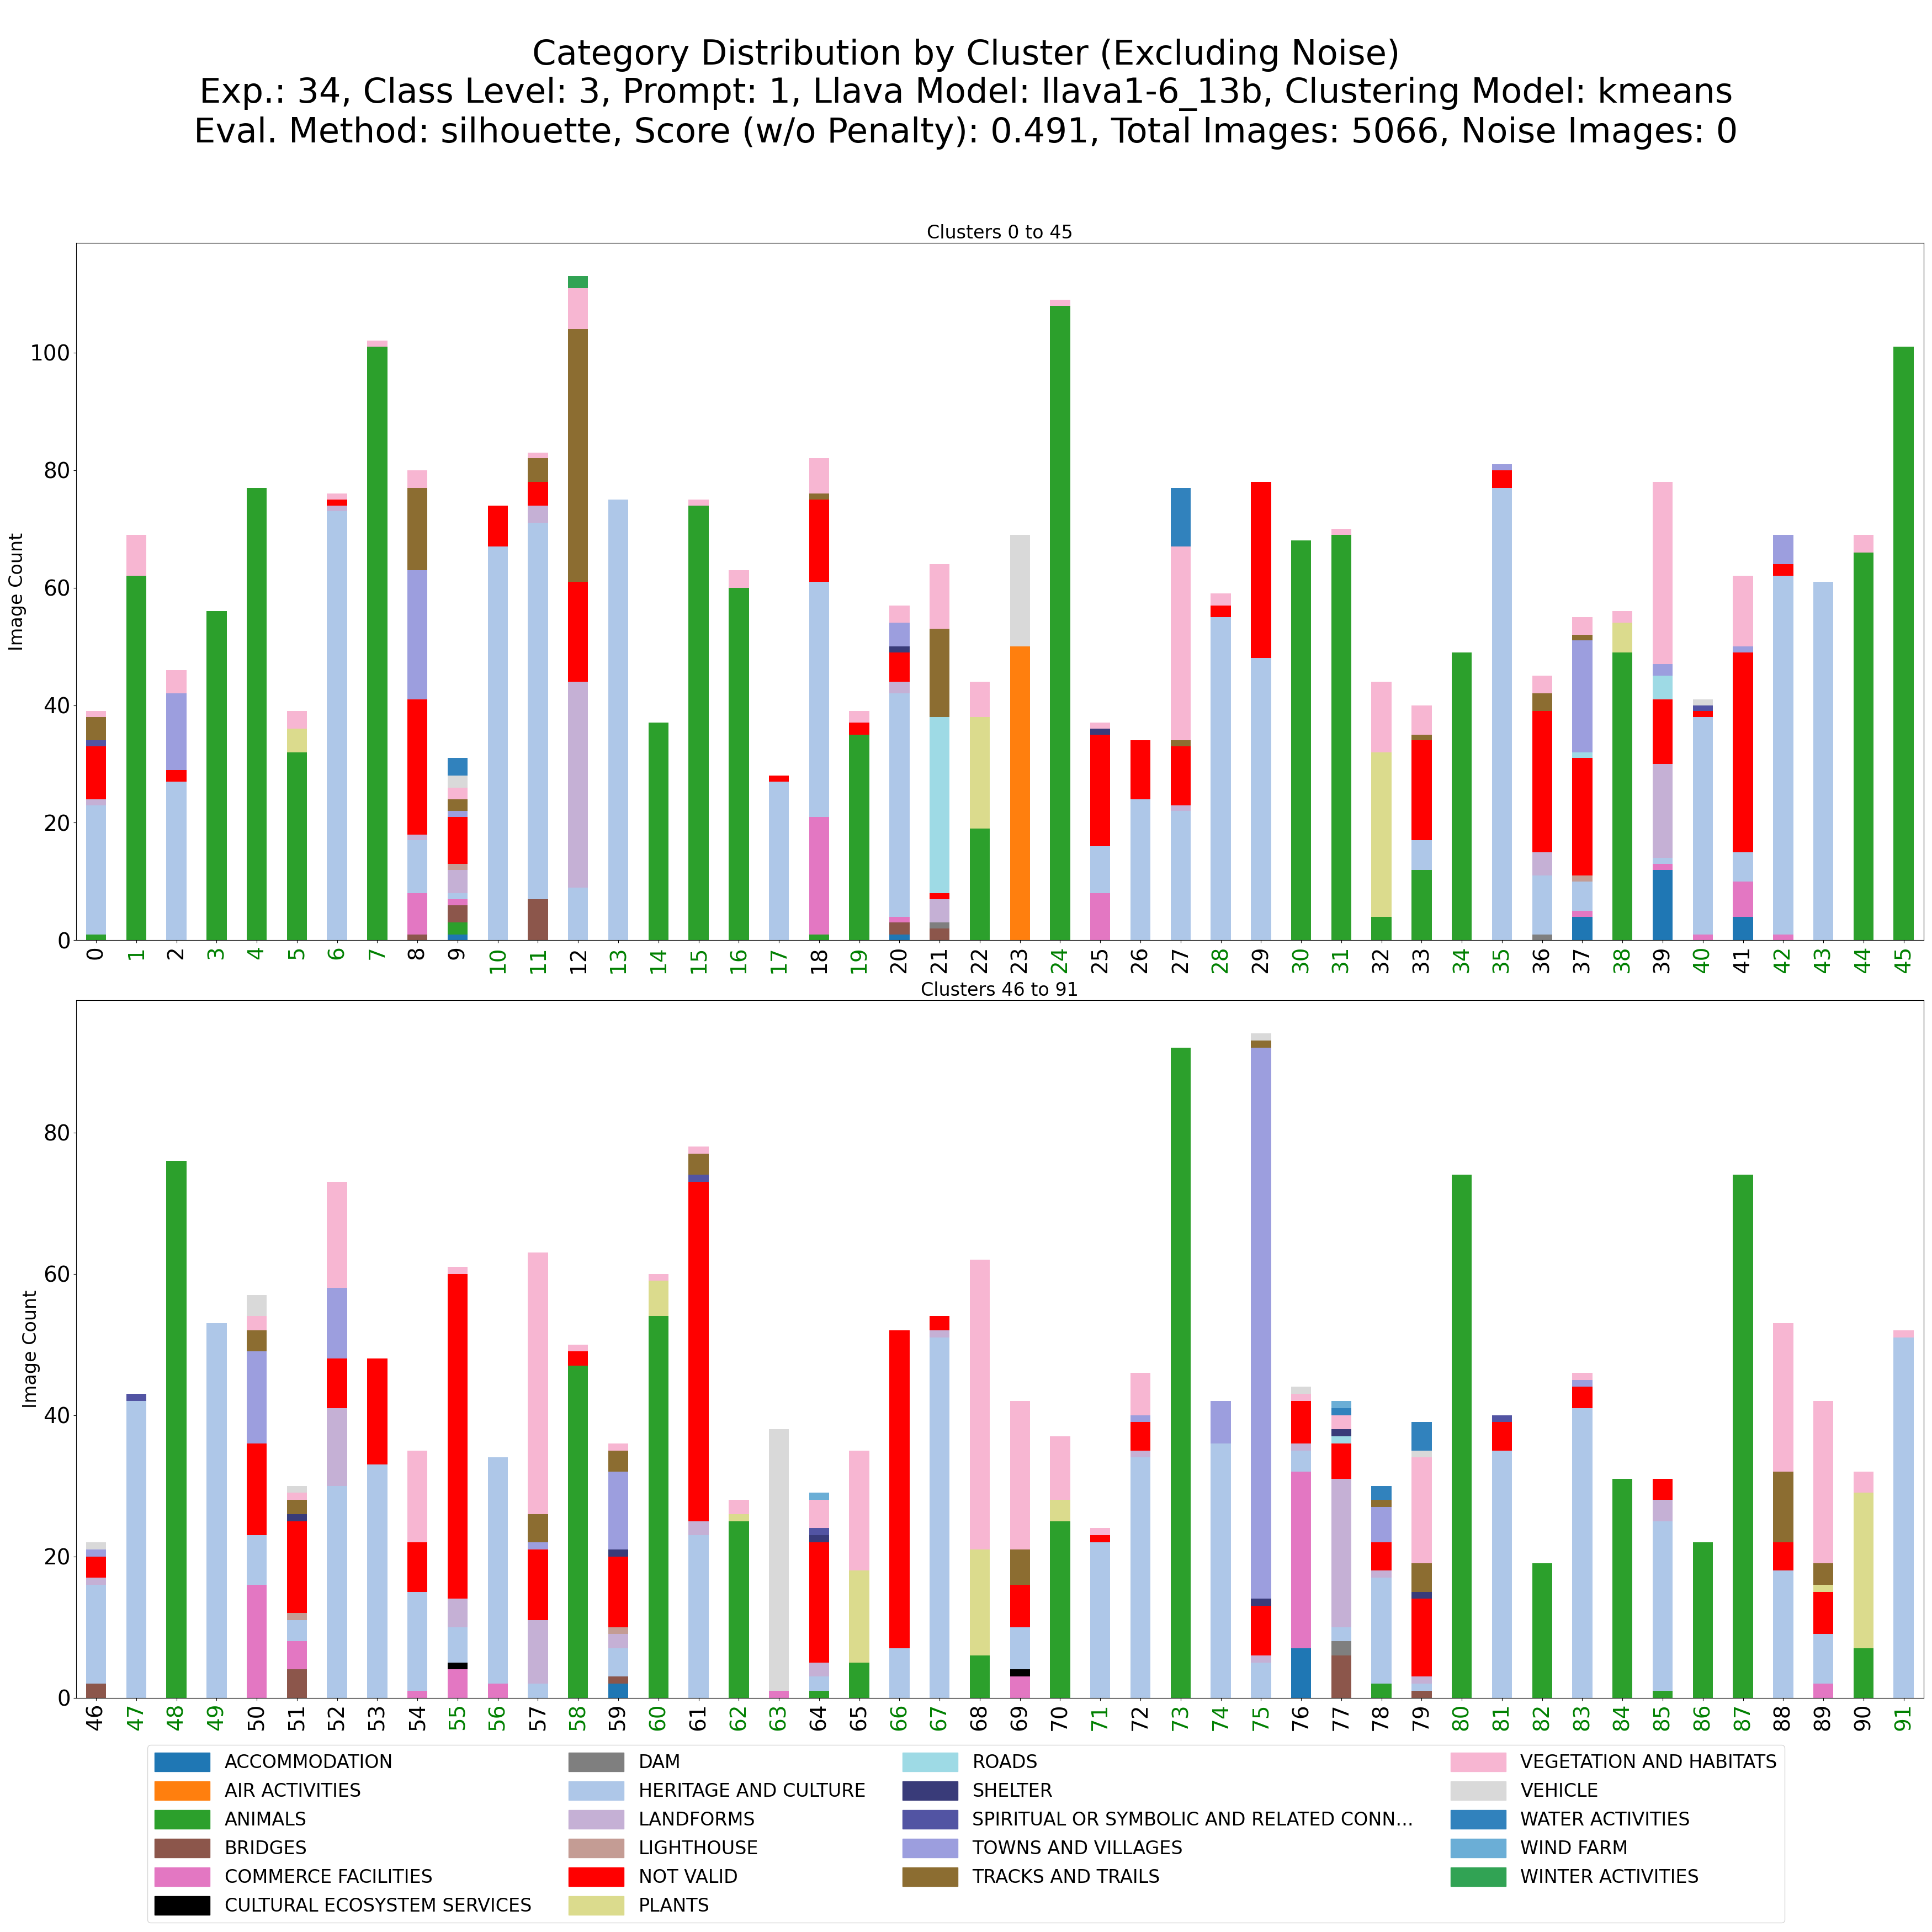 Category Distribution by Cluster (Excluding Noise)
Exp.: 34, Class Level: 3, Prompt: 1, Llava Model: llava1-6_13b, Clustering Model: kmeans
Eval. Method: silhouette, Score (w/o Penalty): 0.491, Total Images: 5066, Noise Images: 0
Clusters 0 to 45
Image Count
100
80
60
40
20
0
0 1 2 3 4 5 6 7 8 9 10 11 12 13 14 15 16 17 18 19 20 21 22 23 24 25 26 27 28 29 30 31 32 33 34 35 36 37 38 39 40 41 42 43 44 45
Clusters 46 to 91
Image Count
80
60
40
20
0
46 47 48 49 50 51 52 53 54 55 56 57 58 59 60 61 62 63 64 65 66 67 68 69 70 71 72 73 74 75 76 77 78 79 80 81 82 83 84 85 86 87 88 89 90 91
ACCOMMODATION
AIR ACTIVITIES
ANIMALS
BRIDGES
COMMERCE FACILITIES
CULTURAL ECOSYSTEM SERVICES
DAM
HERITAGE AND CULTURE
LANDFORMS
LIGHTHOUSE
NOT VALID
PLANTS
ROADS
SHELTER
SPIRITUAL OR SYMBOLIC AND RELATED CONN...
TOWNS AND VILLAGES
TRACKS AND TRAILS
VEGETATION AND HABITATS
VEHICLE
WATER ACTIVITIES
WIND FARM
WINTER ACTIVITIES